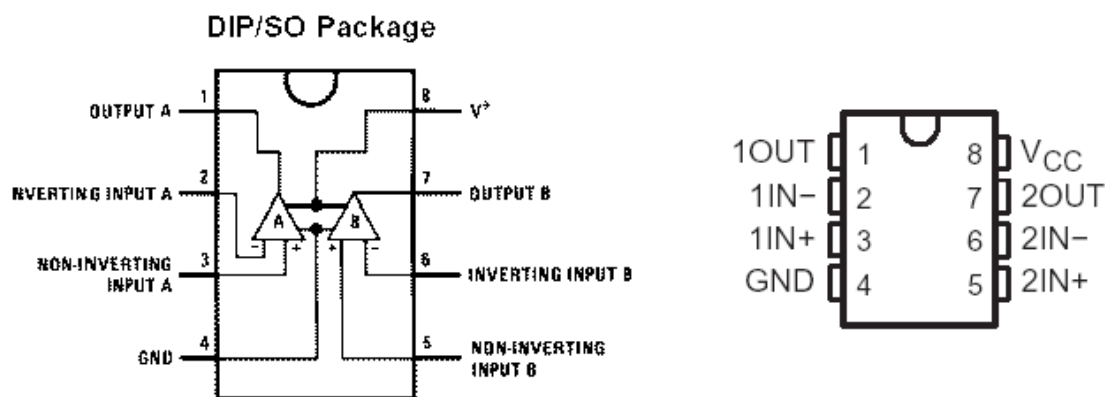 DIP/SO Package
1
OUTPUT A
2
NVERTING INPUT A
3
NON-INVERTING
INPUT A
4
GND
8
V+
7
OUTPUT B
6
INVERTING INPUT B
5
NON-INVERTING
INPUT B
A
B
-
+
+
-
1OUT 1 8 VCC
1IN− 2 7 2OUT
1IN+ 3 6 2IN−
GND 4 5 2IN+